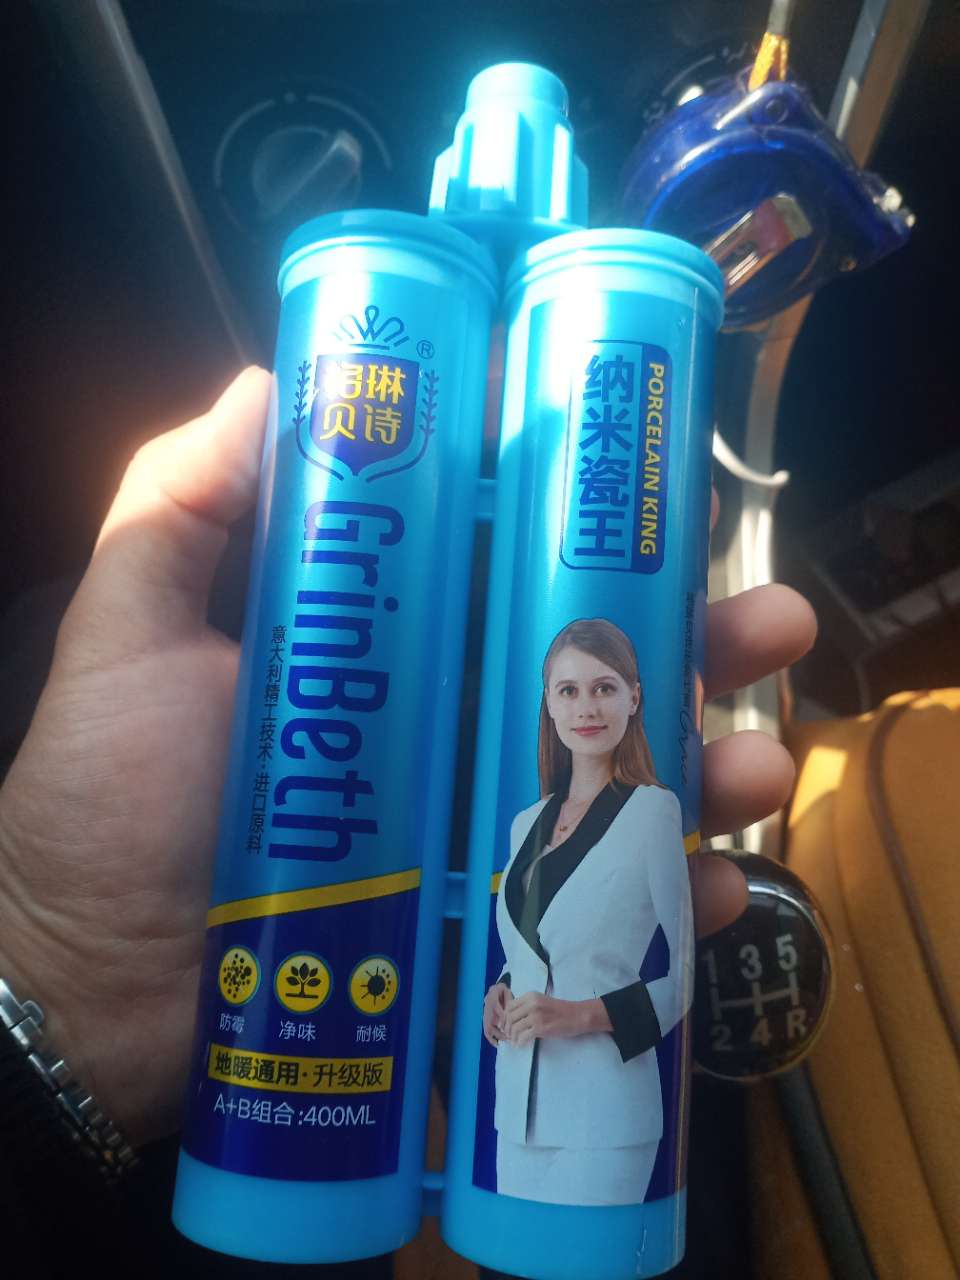 格琳
贝诗
®
GrinBeth
意大利精工技术·进口原料
防霉
净味
耐候
地暖通用·升级版
A+B组合:400ML
纳米瓷王
PORCELAIN KING
1 3 5
2 4 R